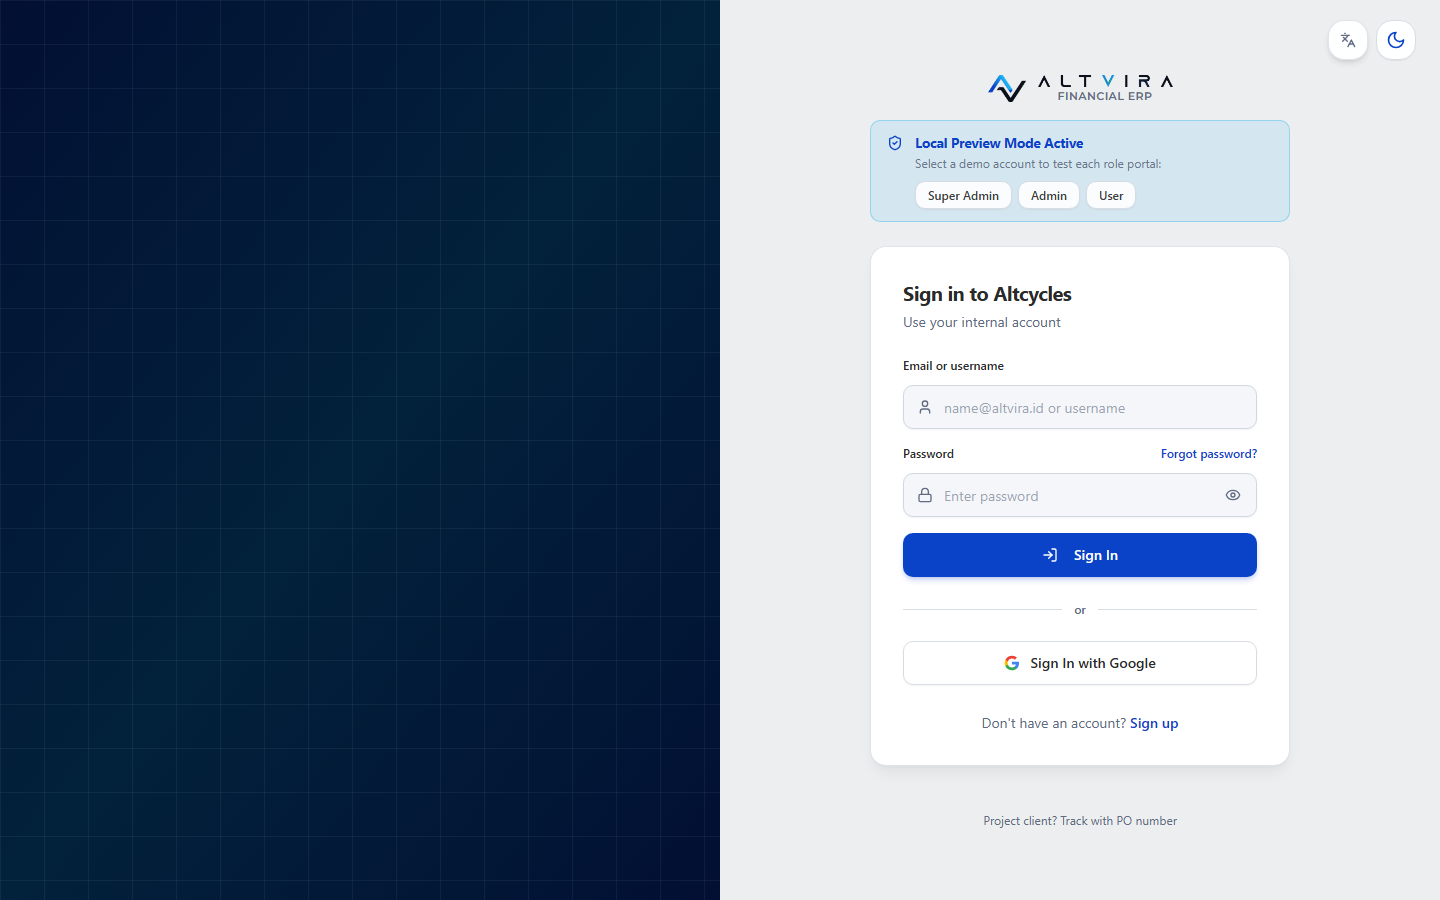 ALTVIRA
FINANCIAL ERP
Local Preview Mode Active
Select a demo account to test each role portal:
Super Admin
Admin
User
Sign in to Altcycles
Use your internal account
Email or username
name@altvira.id or username
Password
Forgot password?
Enter password
Sign In
or
Sign In with Google
Don't have an account? Sign up
Project client? Track with PO number